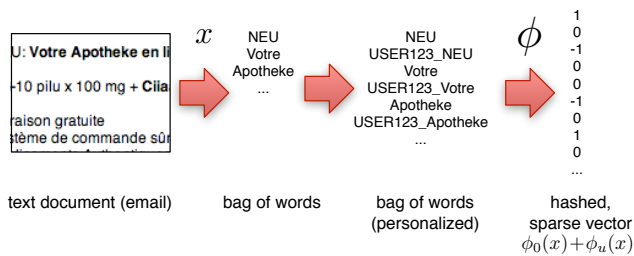 U: Votre Apotheke en li
-10 pilu x 100 mg + Ciia
raison gratuite
stème de commande sûr
x
NEU
Votre
Apotheke
...
NEU
USER123_NEU
Votre
USER123_Votre
Apotheke
USER123_Apotheke
...
ϕ
1
0
-1
0
0
-1
0
1
0
...
text document (email)
bag of words
bag of words
(personalized)
hashed,
sparse vector
ϕ₀(x)+ϕᵤ(x)